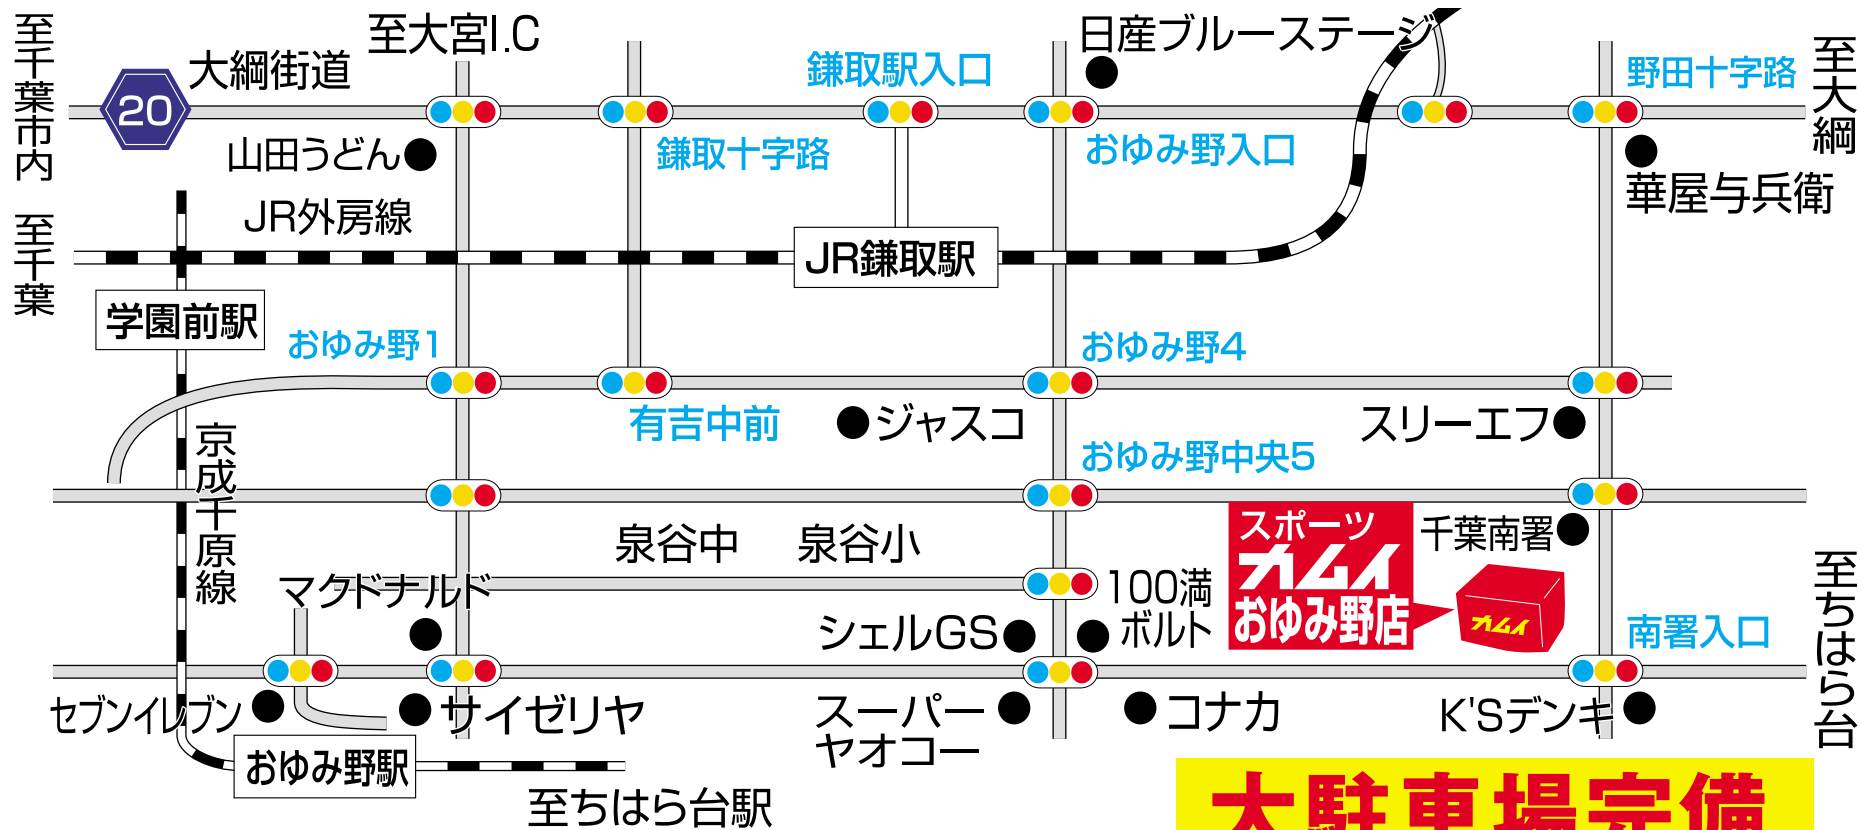 至千葉市内
至千葉
20
大綱街道
至大宮I.C
鎌取駅入口
日産ブルーステージ
野田十字路
至大綱
山田うどん
鎌取十字路
おゆみ野入口
華屋与兵衛
JR外房線
JR鎌取駅
学園前駅
おゆみ野1
おゆみ野4
有吉中前
ジャスコ
スリーエフ
京成千原線
おゆみ野中央5
泉谷中
泉谷小
スポーツ
オムイ
おゆみ野店
千葉南署
オムイ
マクドナルド
100満
ボルト
シェルGS
南署入口
至ちはら台
セブンイレブン
サイゼリヤ
スーパー
ヤオコー
コナカ
K'Sデンキ
おゆみ野駅
至ちはら台駅
大駐車場完備